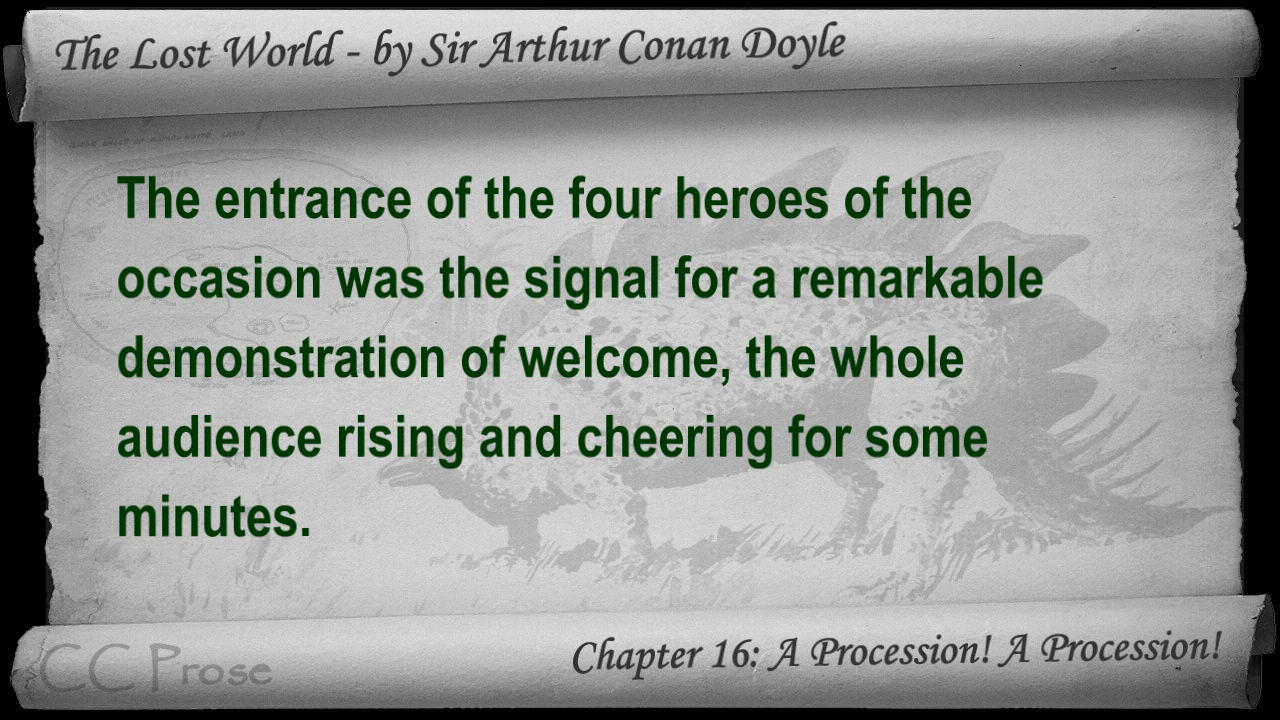 The Lost World - by Sir Arthur Conan Doyle
The entrance of the four heroes of the
occasion was the signal for a remarkable
demonstration of welcome, the whole
audience rising and cheering for some
minutes.
CC Prose
Chapter 16: A Procession! A Procession!